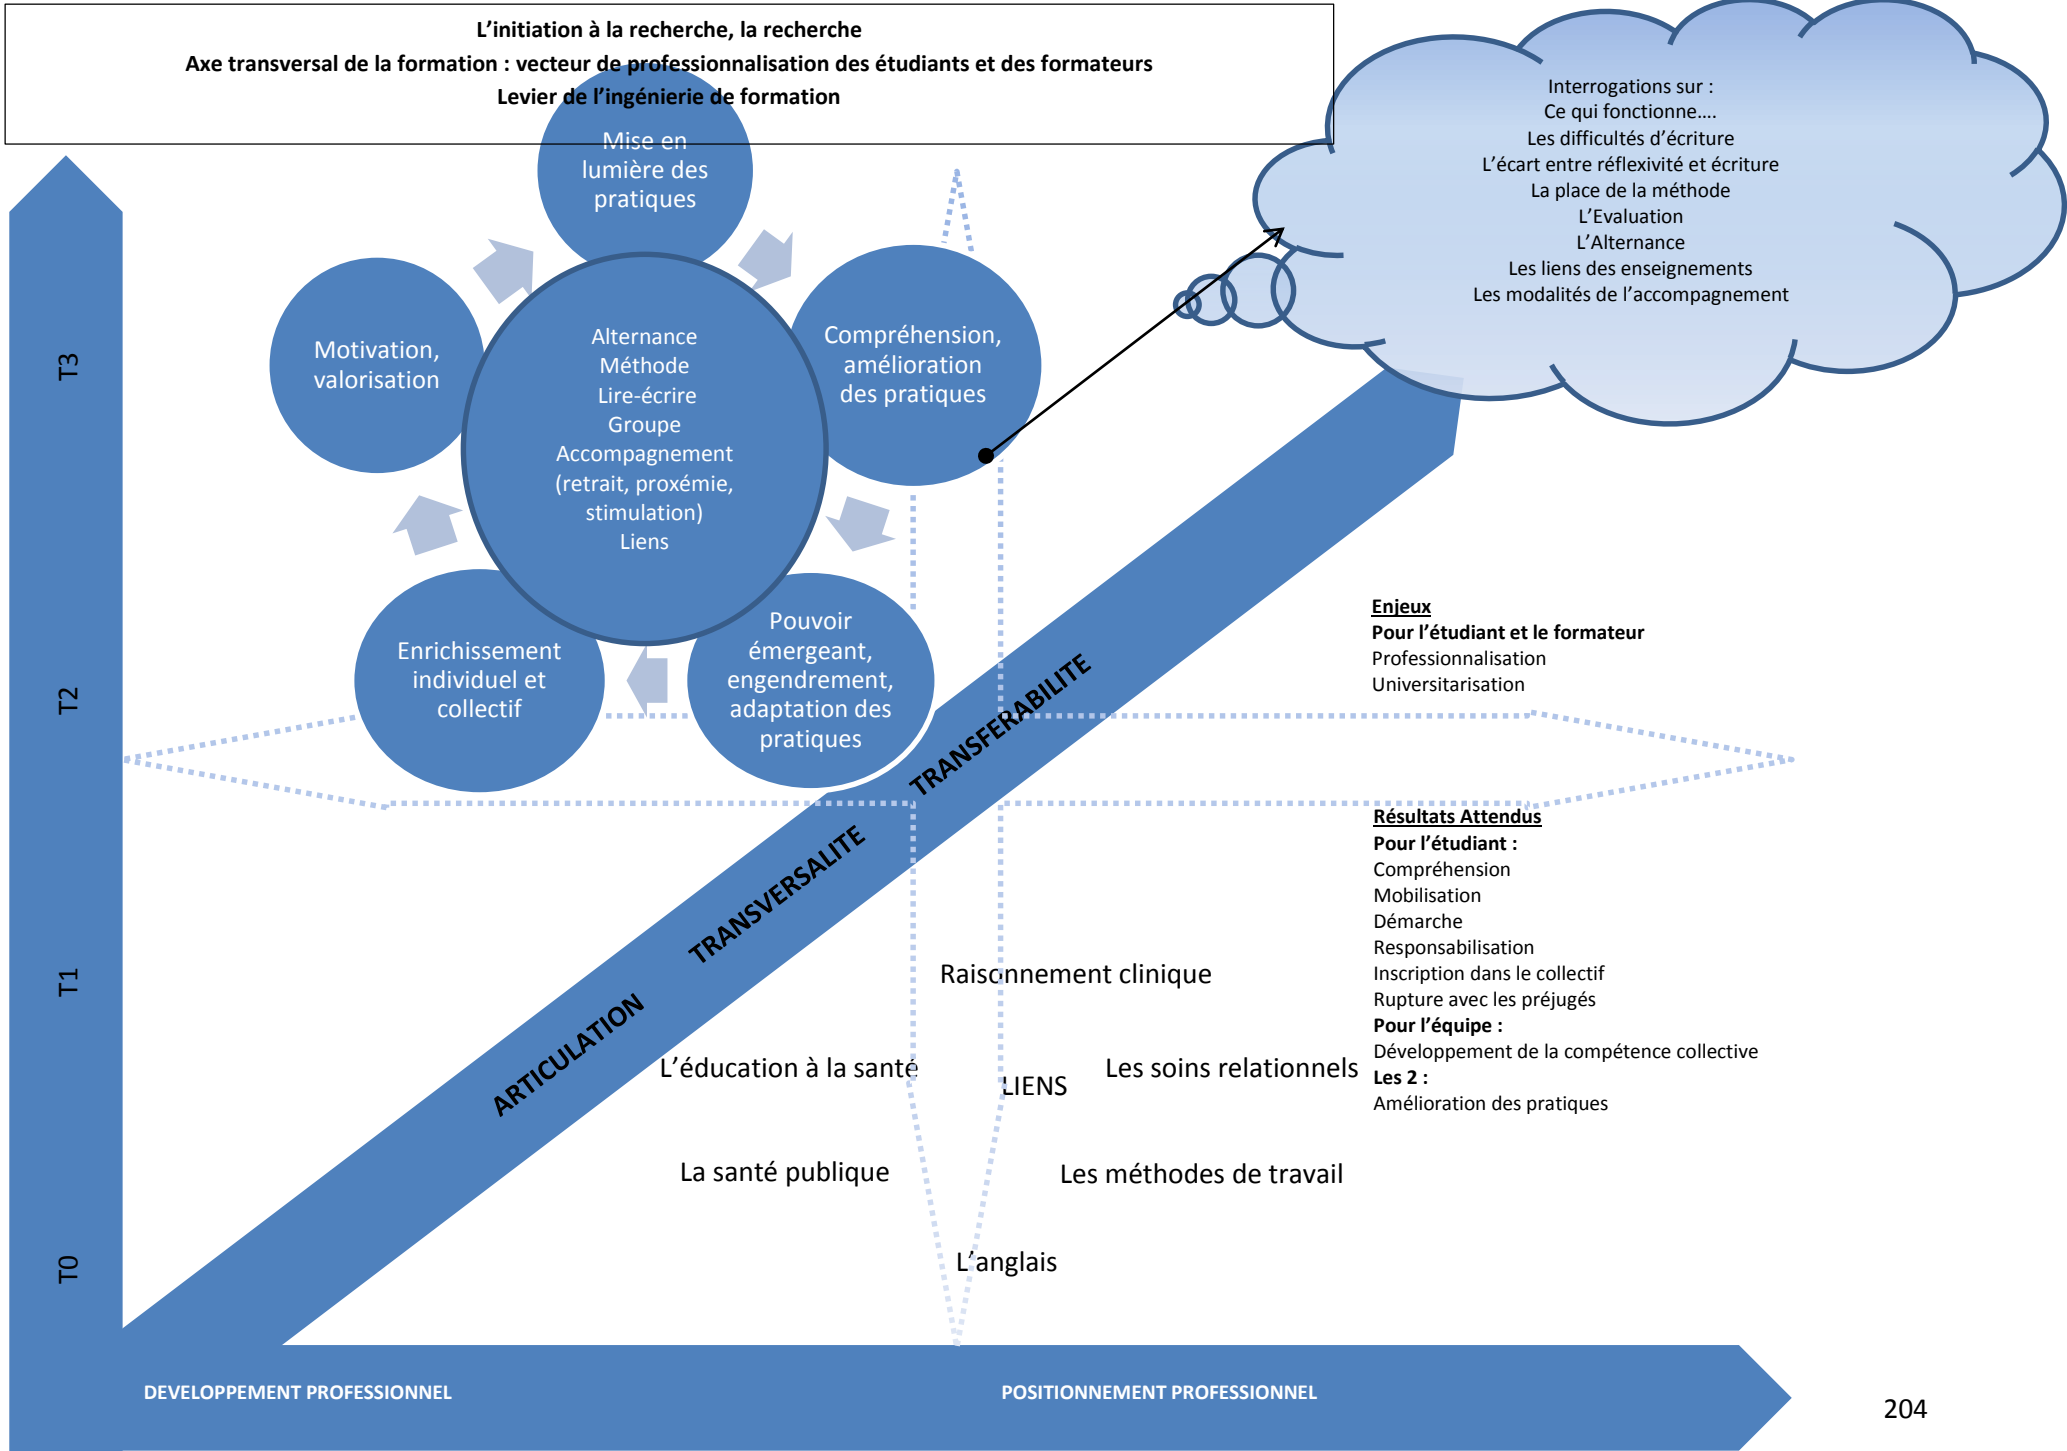 L'initiation à la recherche, la recherche
Axe transversal de la formation : vecteur de professionnalisation des étudiants et des formateurs
Levier de l'ingénierie de formation
Interrogations sur :
Ce qui fonctionne....
Les difficultés d'écriture
L'écart entre réflexivité et écriture
La place de la méthode
L'Evaluation
L'Alternance
Les liens des enseignements
Les modalités de l'accompagnement
Mise en
lumière des
pratiques
Compréhension,
amélioration
des pratiques
Pouvoir
émergeant,
engendrement,
adaptation des
pratiques
Enrichissement
individuel et
collectif
Motivation,
valorisation
Alternance
Méthode
Lire-écrire
Groupe
Accompagnement
(retrait, proxémie,
stimulation)
Liens
T3
T2
T1
T0
ARTICULATION
TRANSVERSALITE
TRANSFERABILITE
Enjeux
Pour l'étudiant et le formateur
Professionnalisation
Universitarisation
Résultats Attendus
Pour l'étudiant :
Compréhension
Mobilisation
Démarche
Responsabilisation
Inscription dans le collectif
Rupture avec les préjugés
Pour l'équipe :
Développement de la compétence collective
Les 2 :
Amélioration des pratiques
Raisonnement clinique
L'éducation à la santé
LIENS
Les soins relationnels
La santé publique
Les méthodes de travail
L'anglais
DEVELOPPEMENT PROFESSIONNEL
POSITIONNEMENT PROFESSIONNEL
204